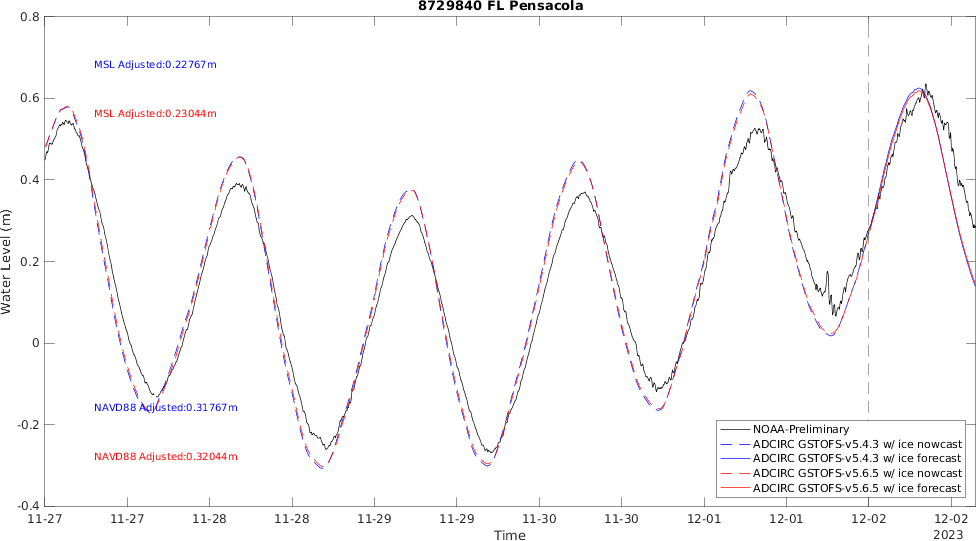 8729840 FL Pensacola
0.8
MSL Adjusted:0.22767m
0.6
MSL Adjusted:0.23044m
0.4
Water Level (m)
0.2
0
-0.2
NAVD88 Adjusted:0.31767m
NAVD88 Adjusted:0.32044m
-0.4
NOAA-Preliminary
ADCIRC GSTOFS-v5.4.3 w/ ice nowcast
ADCIRC GSTOFS-v5.4.3 w/ ice forecast
ADCIRC GSTOFS-v5.6.5 w/ ice nowcast
ADCIRC GSTOFS-v5.6.5 w/ ice forecast
11-27 11-27 11-28 11-28 11-29 11-29 11-30 11-30 12-01 12-01 12-02 12-02
Time
2023